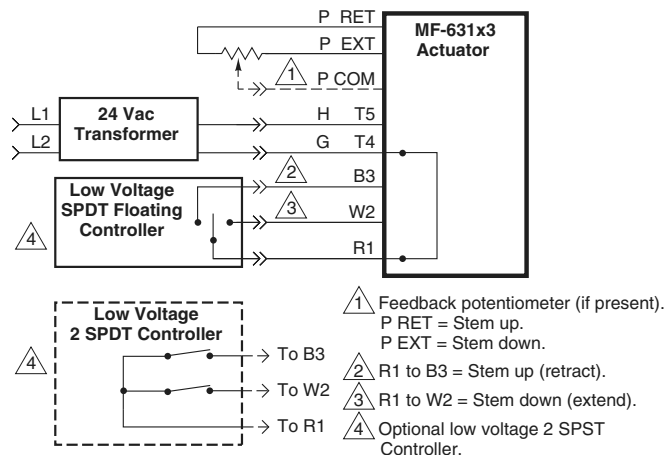 P RET
P EXT
1 P COM
MF-631x3
Actuator
L1
L2
24 Vac
Transformer
H T5
G T4
2 B3
3 W2
R1
4
Low Voltage
SPDT Floating
Controller
4
Low Voltage
2 SPDT Controller
To B3
To W2
To R1
1 Feedback potentiometer (if present).
P RET = Stem up.
P EXT = Stem down.
2 R1 to B3 = Stem up (retract).
3 R1 to W2 = Stem down (extend).
4 Optional low voltage 2 SPST
Controller.